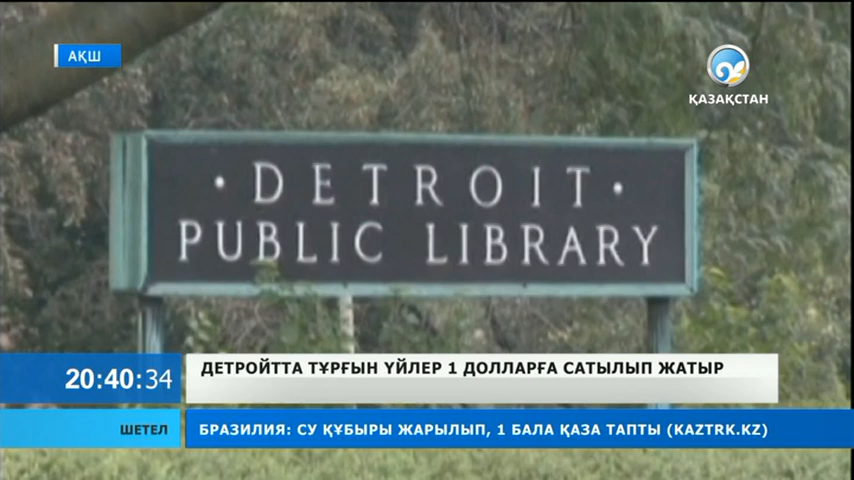 АҚШ
ҚАЗАҚСТАН
· DETROIT ·
PUBLIC LIBRARY
20:40:34
ДЕТРОЙТТА ТҰРҒЫН ҮЙЛЕР 1 ДОЛЛАРҒА САТЫЛЫП ЖАТЫР
ШЕТЕЛ
БРАЗИЛИЯ: СУ ҚҰБЫРЫ ЖАРЫЛЫП, 1 БАЛА ҚАЗА ТАПТЫ (KAZTRK.KZ)